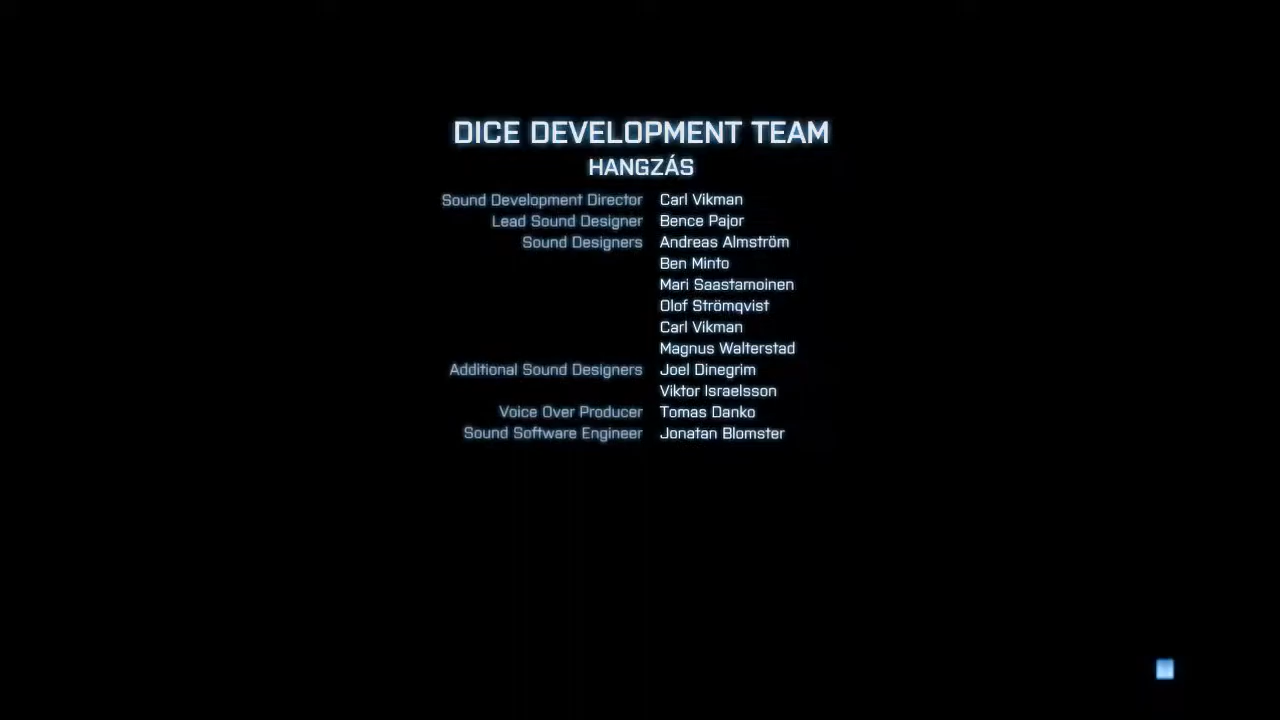 DICE DEVELOPMENT TEAM
HANGZÁS
Sound Development Director Carl Vikman
Lead Sound Designer Bence Pajor
Sound Designers Andreas Almström
Ben Minto
Mari Saastamoinen
Olof Strömqvist
Carl Vikman
Magnus Walterstad
Additional Sound Designers Joel Dinegrim
Viktor Israelsson
Voice Over Producer Tomas Danko
Sound Software Engineer Jonatan Blomster